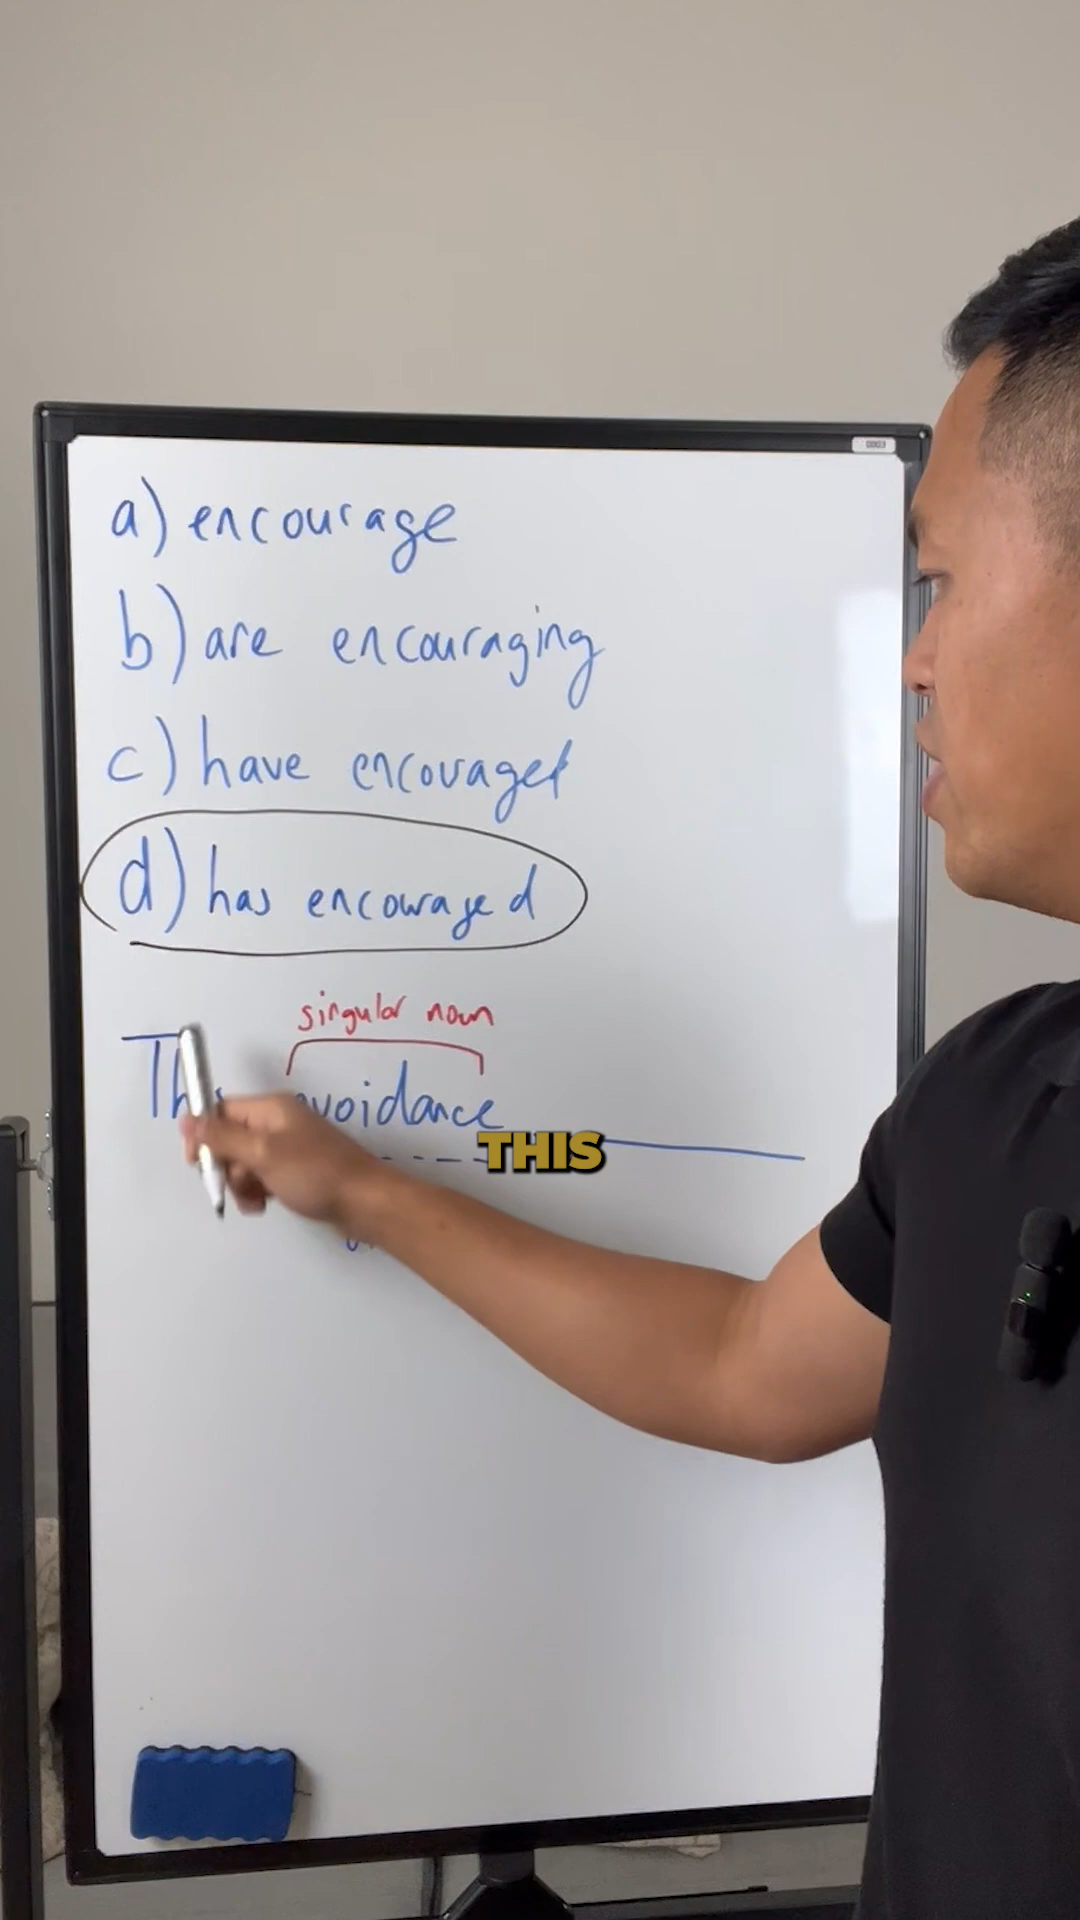 a) encourage
b) are encouraging
c) have encouraged
d) has encouraged
singular noun
This avoidance
THIS